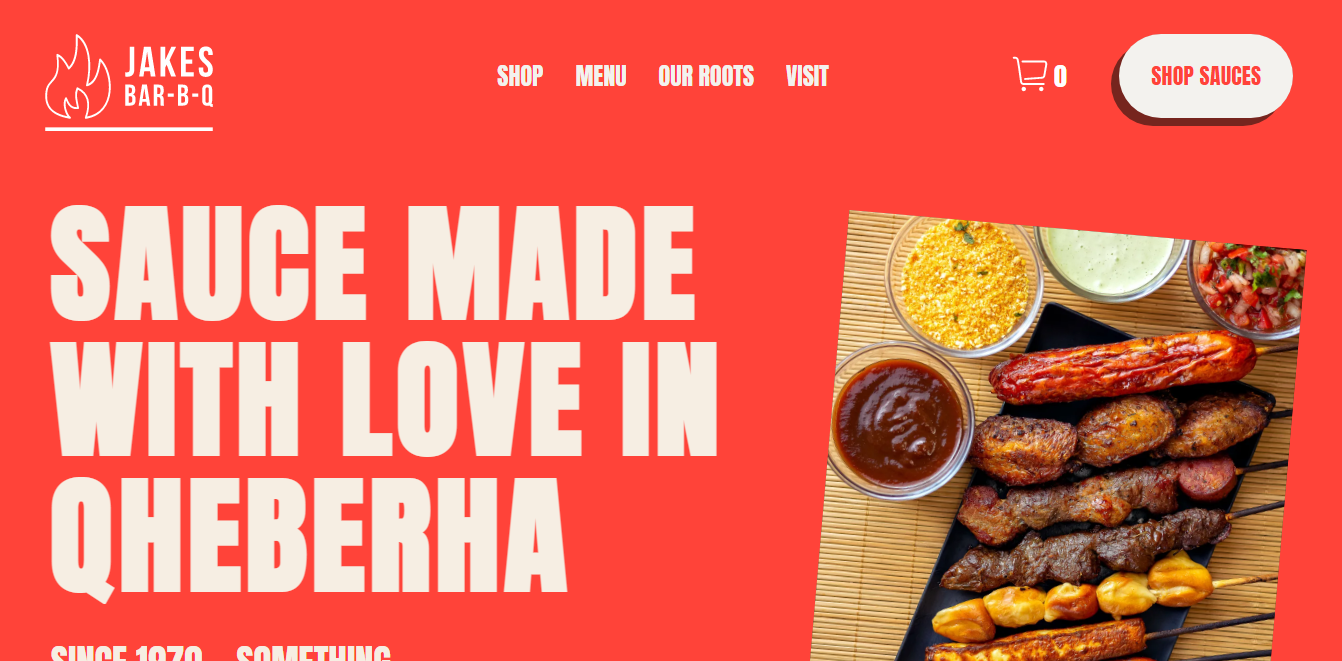 JAKES
BAR-B-Q
SHOP MENU OUR ROOTS VISIT
0
SHOP SAUCES
SAUCE MADE
WITH LOVE IN
QHEBERHA
SINCE 1970 SOMETHING